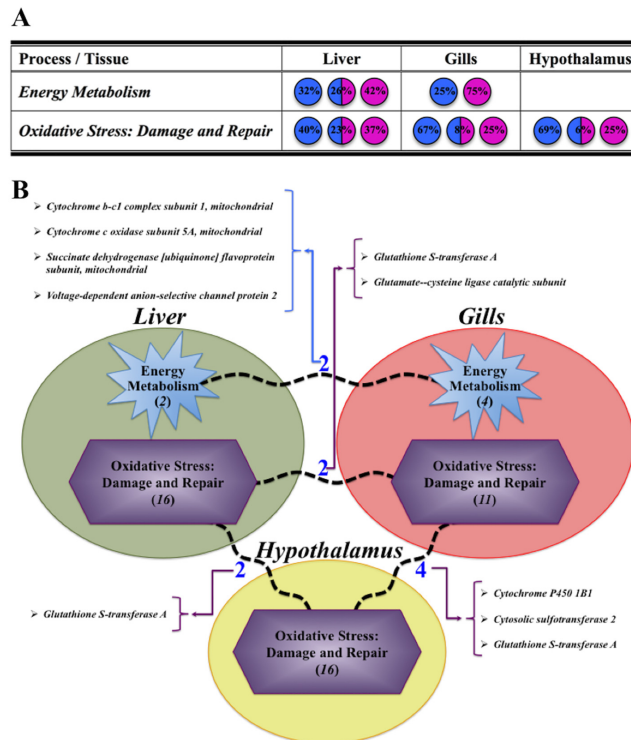 A
Process / Tissue Liver Gills Hypothalamus
Energy Metabolism 32% 26% 42% 25% 75%
Oxidative Stress: Damage and Repair 40% 23% 37% 67% 8% 25% 69% 6% 25%
B
Cytochrome b-c1 complex subunit 1, mitochondrial
Cytochrome c oxidase subunit 5A, mitochondrial
Succinate dehydrogenase [ubiquinone] flavoprotein
subunit, mitochondrial
Voltage-dependent anion-selective channel protein 2
Glutathione S-transferase A
Glutamate--cysteine ligase catalytic subunit
Liver
Gills
Energy
Metabolism
(2)
2
Energy
Metabolism
(4)
Oxidative Stress:
Damage and Repair
(16)
2
Oxidative Stress:
Damage and Repair
(11)
Hypothalamus
2
4
Glutathione S-transferase A
Cytochrome P450 1B1
Cytosolic sulfotransferase 2
Glutathione S-transferase A
Oxidative Stress:
Damage and Repair
(16)